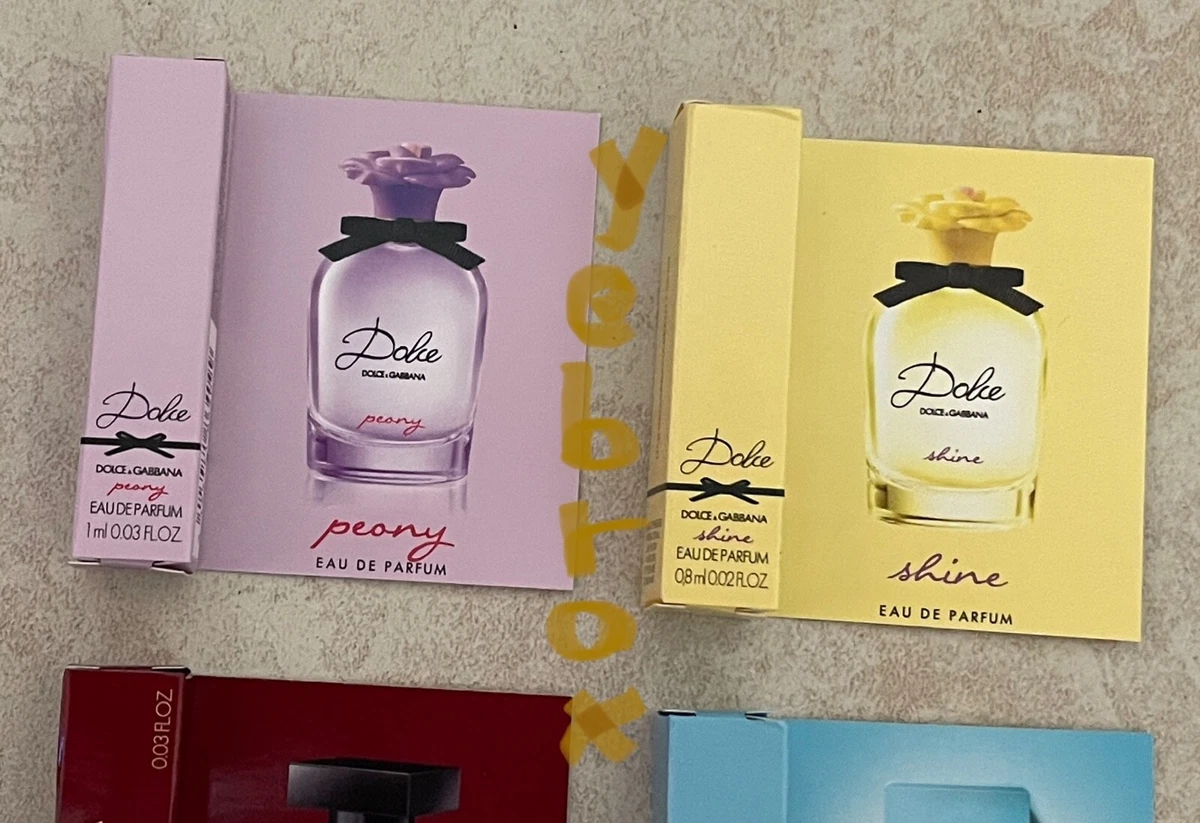 Dolce
DOLCE & GABBANA
peony
EAU DE PARFUM
1 ml 0.03 FL.OZ
Dolce
DOLCE & GABBANA
peony
peony
EAU DE PARFUM
yebrox
Dolce
DOLCE & GABBANA
shine
EAU DE PARFUM
0,8 ml 0.02 FL.OZ
Dolce
DOLCE & GABBANA
shine
shine
EAU DE PARFUM
0.03 FL.OZ